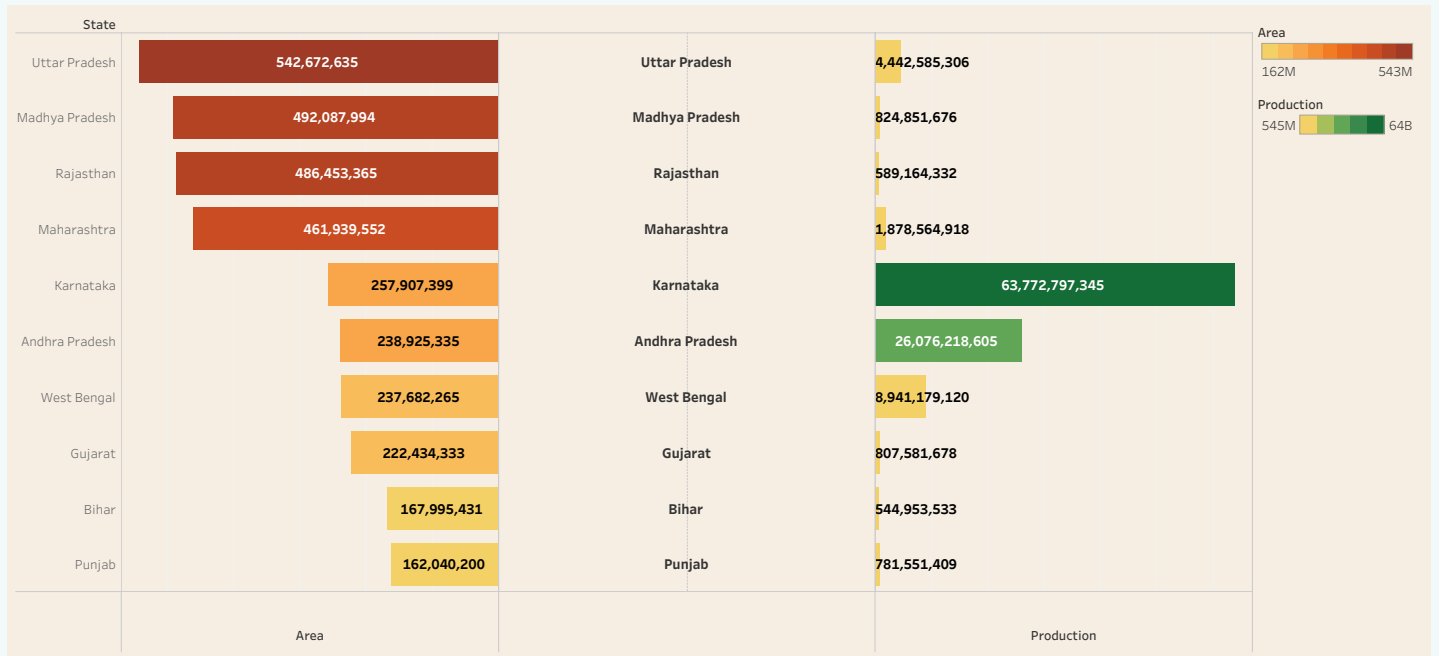 State
Uttar Pradesh 542,672,635 Uttar Pradesh 4,442,585,306
Madhya Pradesh 492,087,994 Madhya Pradesh 824,851,676
Rajasthan 486,453,365 Rajasthan 589,164,332
Maharashtra 461,939,552 Maharashtra 1,878,564,918
Karnataka 257,907,399 Karnataka 63,772,797,345
Andhra Pradesh 238,925,335 Andhra Pradesh 26,076,218,605
West Bengal 237,682,265 West Bengal 8,941,179,120
Gujarat 222,434,333 Gujarat 807,581,678
Bihar 167,995,431 Bihar 544,953,533
Punjab 162,040,200 Punjab 781,551,409
Area Production
Area
162M 543M
Production
545M 64B